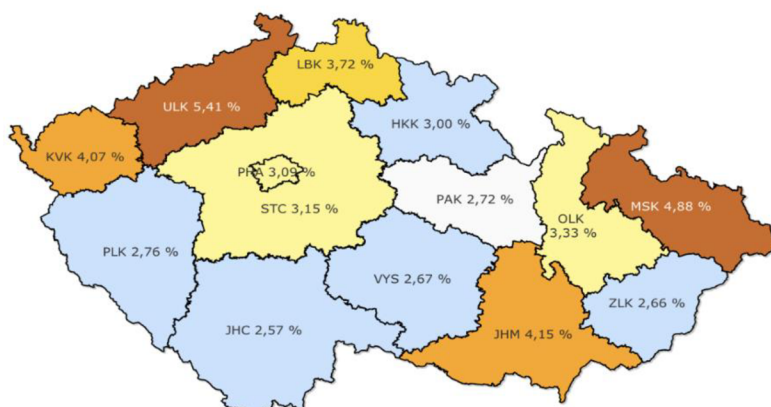 LBK 3,72 %
ULK 5,41 %
HKK 3,00 %
KVK 4,07 %
PRA 3,09 %
STC 3,15 %
PAK 2,72 %
MSK 4,88 %
OLK
3,33 %
PLK 2,76 %
VYS 2,67 %
ZLK 2,66 %
JHC 2,57 %
JHM 4,15 %